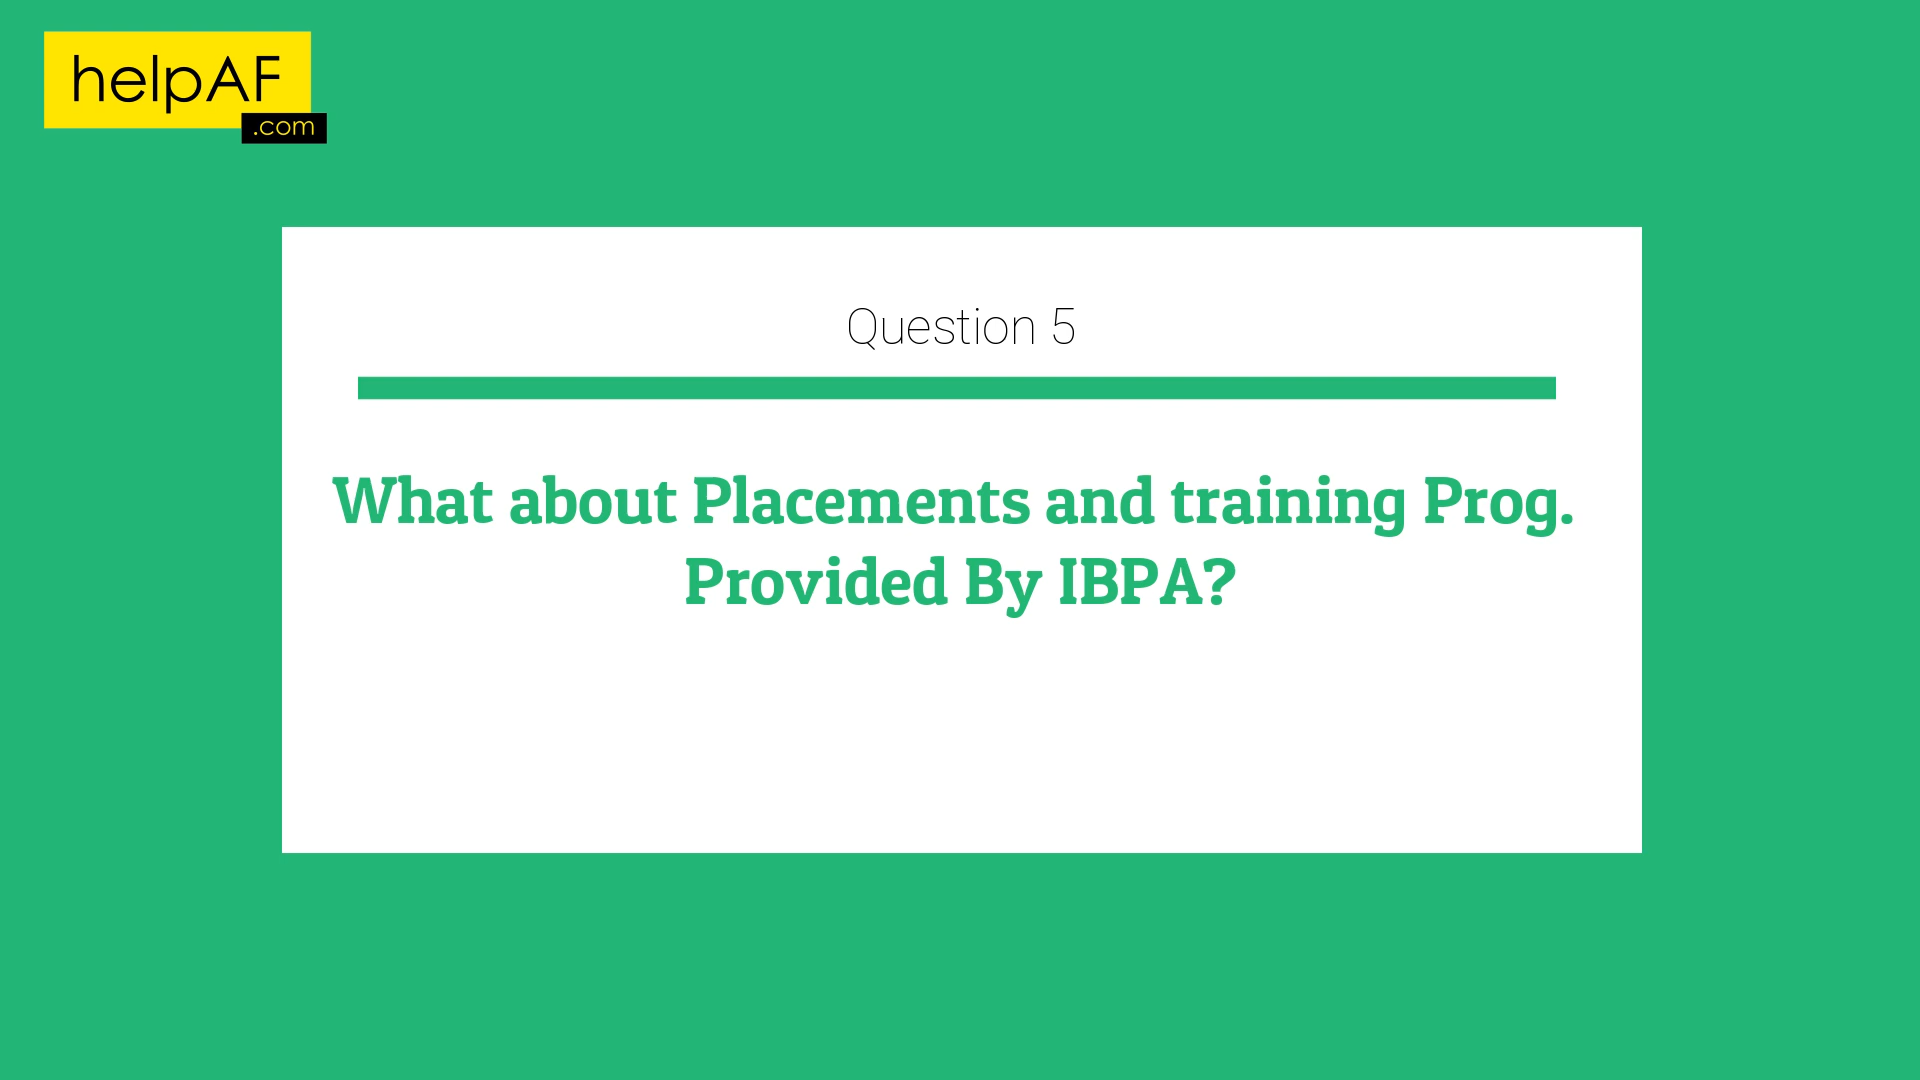 helpAF
.com
Question 5
What about Placements and training Prog.
Provided By IBPA?